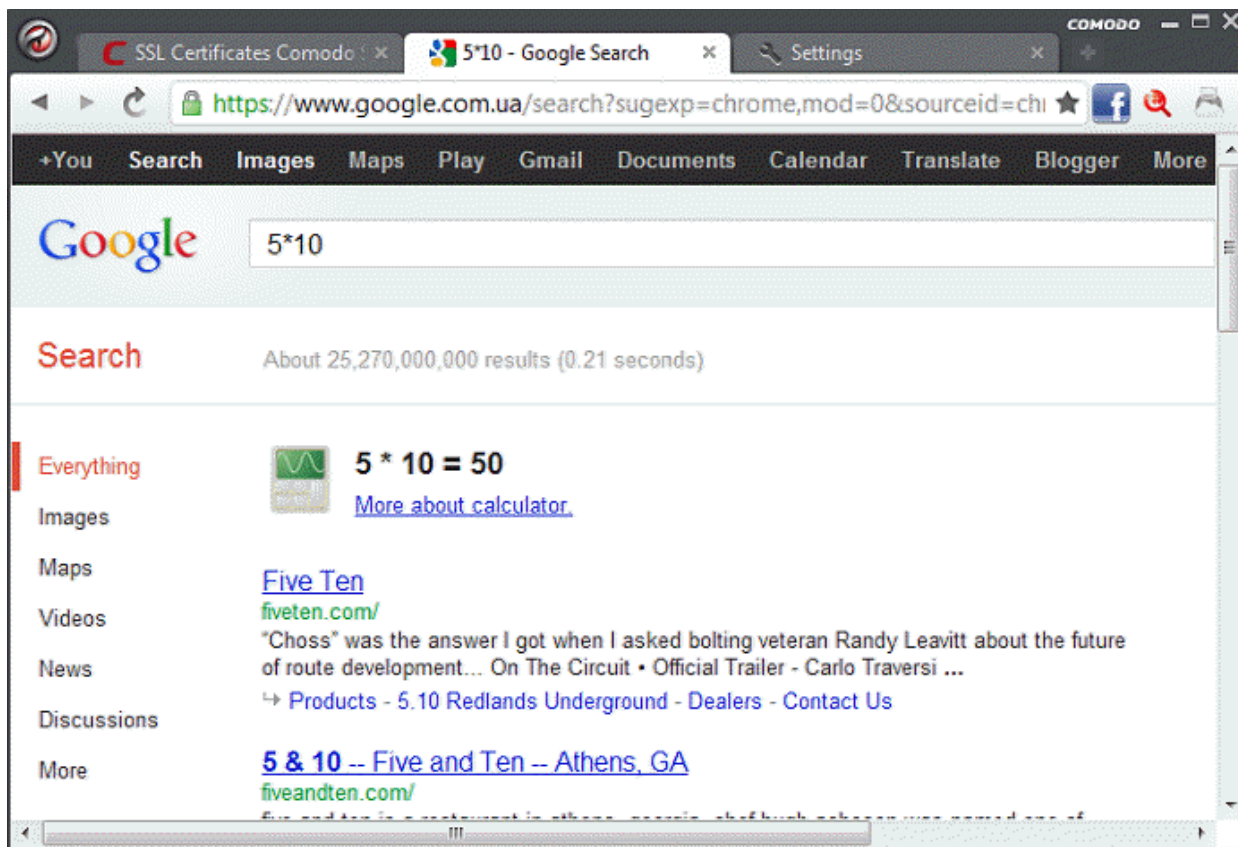 COMODO
SSL Certificates Comodo 5*10 - Google Search Settings
https://www.google.com.ua/search?sugexp=chrome,mod=0&sourceid=chr
+You Search Images Maps Play Gmail Documents Calendar Translate Blogger More
Google 5*10
Search About 25,270,000,000 results (0.21 seconds)
Everything
Images
Maps
Videos
News
Discussions
More
5 * 10 = 50
More about calculator.
Five Ten
fiveten.com/
"Choss" was the answer I got when I asked bolting veteran Randy Leavitt about the future
of route development... On The Circuit • Official Trailer - Carlo Traversi ...
Products - 5.10 Redlands Underground - Dealers - Contact Us
5 & 10 -- Five and Ten -- Athens, GA
fiveandten.com/